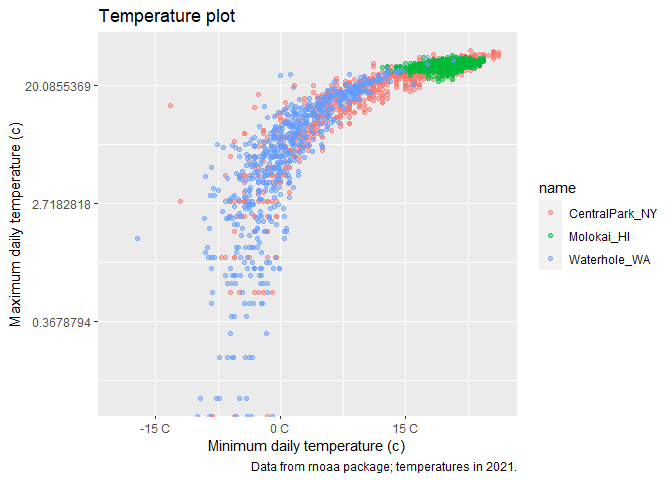 Temperature plot
Maximum daily temperature (c)
20.0855369
2.7182818
0.3678794
-15 C
0 C
15 C
Minimum daily temperature (c)
Data from rnoaa package; temperatures in 2021.
name
CentralPark_NY
Molokai_HI
Waterhole_WA